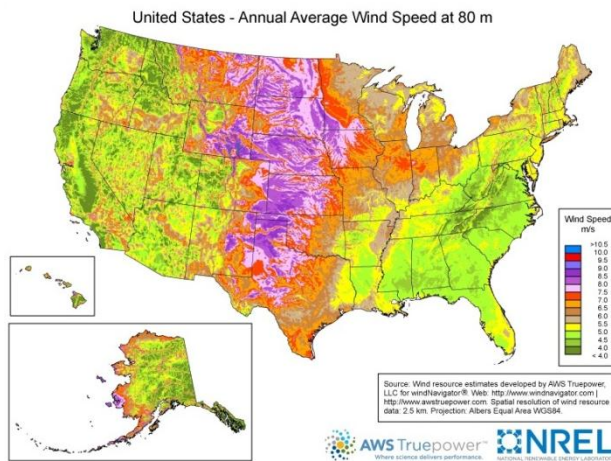 United States - Annual Average Wind Speed at 80 m
Wind Speed
m/s
>10.5
10.0
9.5
9.0
8.5
8.0
7.5
7.0
6.5
6.0
5.5
5.0
4.5
4.0
< 4.0
Source: Wind resource estimates developed by AWS Truepower,
LLC for windNavigator®. Web: http://www.windnavigator.com |
http://www.awstruepower.com. Spatial resolution of wind resource
data: 2.5 km. Projection: Albers Equal Area WGS84.
AWS Truepower™
Where science delivers performance.
NREL
NATIONAL RENEWABLE ENERGY LABORATORY